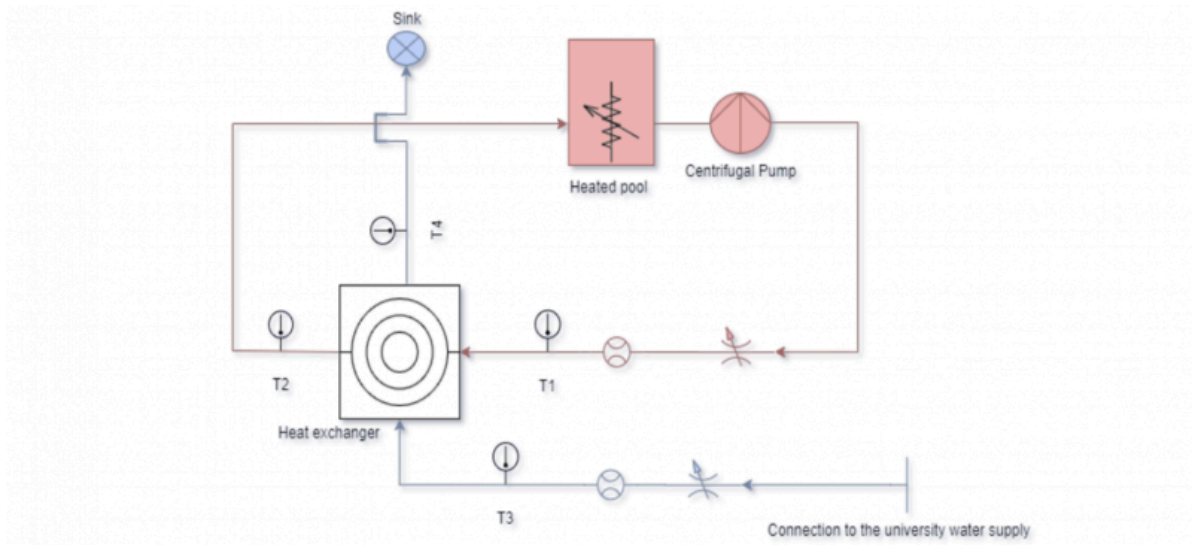 Sink
Heated pool
Centrifugal Pump
T4
T2
T1
Heat exchanger
T3
Connection to the university water supply